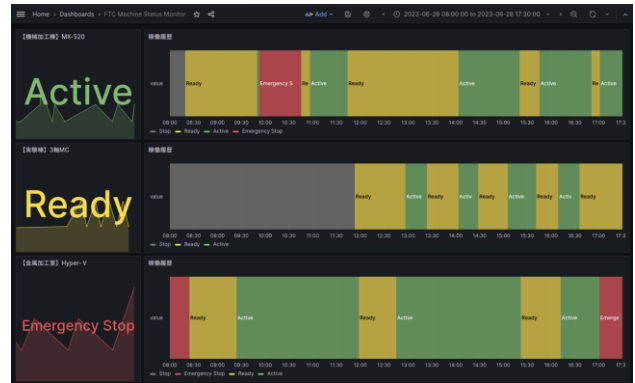 Home > Dashboards > FTC Machine Status Monitor
Add
2023-06-28 08:00:00 to 2023-06-28 17:30:00
【機械加工棟】MX-520
Active
稼働履歴
value
Ready
Emergency S
Re
Active
Ready
Active
Ready
Active
Re
Active
08:00 08:30 09:00 09:30 10:00 10:30 11:00 11:30 12:00 12:30 13:00 13:30 14:00 14:30 15:00 15:30 16:00 16:30 17:00 17:3
Stop Ready Active Emergency Stop
【実験棟】3軸MC
Ready
稼働履歴
value
Ready
Active
Ready
Activ
Ready
Active
Ready
Activ
Ready
08:00 08:30 09:00 09:30 10:00 10:30 11:00 11:30 12:00 12:30 13:00 13:30 14:00 14:30 15:00 15:30 16:00 16:30 17:00 17:3
Stop Ready Active
【金属加工室】Hyper-V
Emergency Stop
稼働履歴
value
Ready
Active
Ready
Active
Ready
Active
Emerge
08:00 08:30 09:00 09:30 10:00 10:30 11:00 11:30 12:00 12:30 13:00 13:30 14:00 14:30 15:00 15:30 16:00 16:30 17:00 17:3
Stop Emergency Stop Ready Active